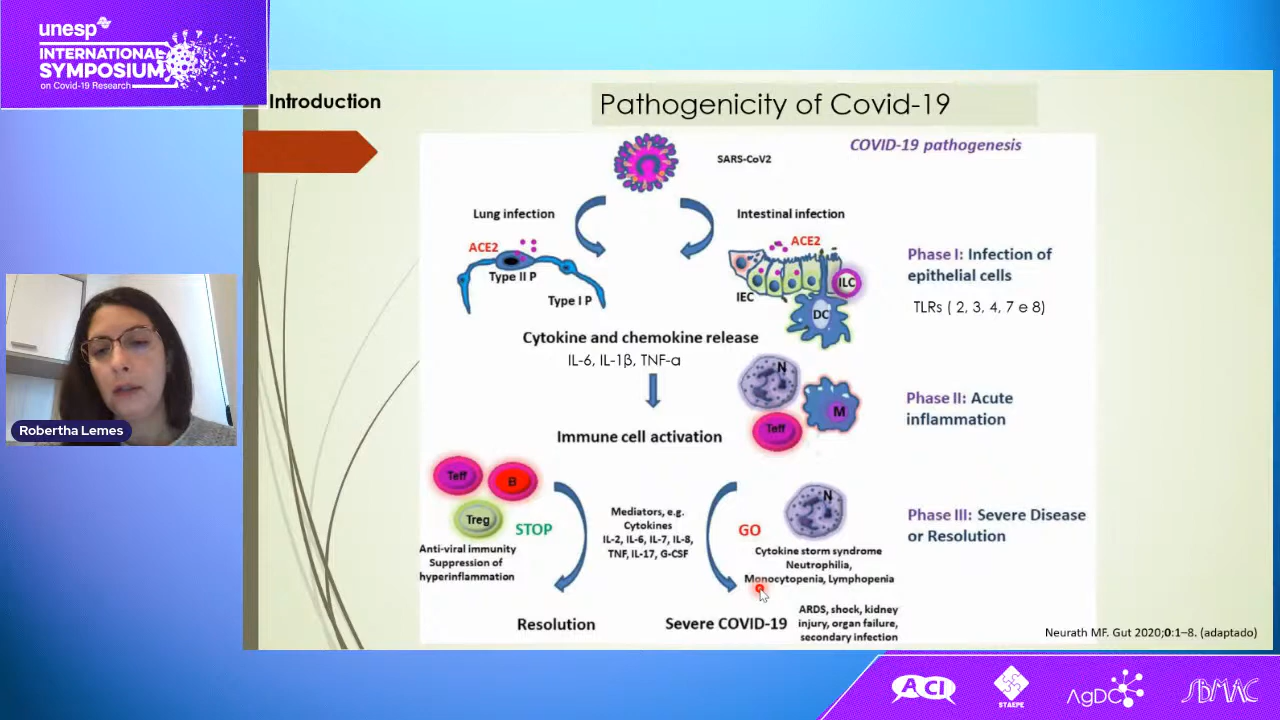 unesp
INTERNATIONAL
SYMPOSIUM
on Covid-19 Research
Introduction
Pathogenicity of Covid-19
COVID-19 pathogenesis
SARS-CoV2
Lung infection
Intestinal infection
ACE2
ACE2
Type II P
Type I P
IEC
ILC
DC
Phase I: Infection of
epithelial cells
TLRs ( 2, 3, 4, 7 e 8)
Cytokine and chemokine release
IL-6, IL-1β, TNF-α
N
M
Teff
Phase II: Acute
inflammation
Immune cell activation
Teff
B
Treg
STOP
Anti-viral immunity
Suppression of
hyperinflammation
Mediators, e.g.
Cytokines
IL-2, IL-6, IL-7, IL-8,
TNF, IL-17, G-CSF
GO
N
Cytokine storm syndrome
Neutrophilia,
Monocytopenia, Lymphopenia
Phase III: Severe Disease
or Resolution
Resolution
Severe COVID-19
ARDS, shock, kidney
injury, organ failure,
secondary infection
Neurath MF. Gut 2020;0:1–8. (adaptado)
Robertha Lemes
ACI
STAEPE
AgDC
SBMAC